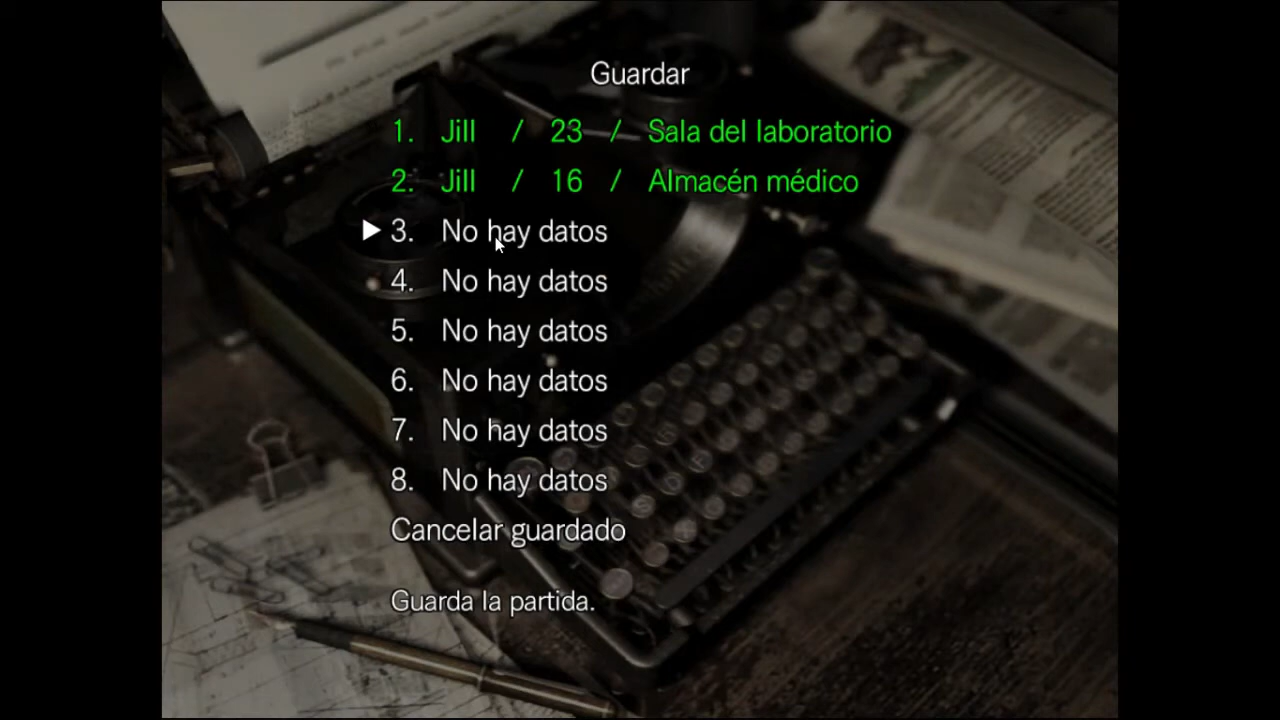 Guardar
1. Jill / 23 / Sala del laboratorio
2. Jill / 16 / Almacén médico
3. No hay datos
4. No hay datos
5. No hay datos
6. No hay datos
7. No hay datos
8. No hay datos
Cancelar guardado
Guarda la partida.